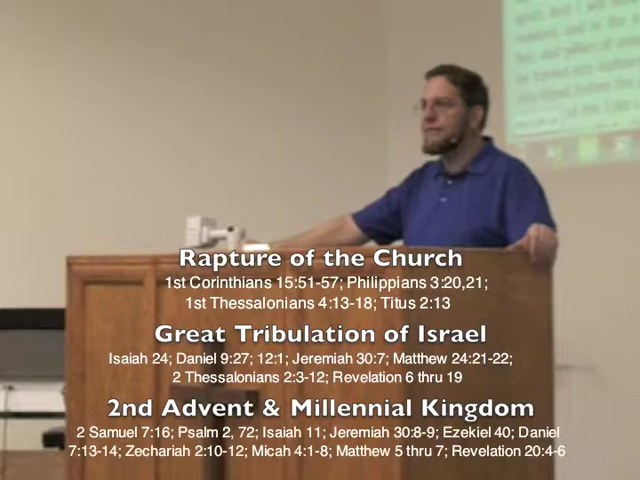 Rapture of the Church
1st Corinthians 15:51-57; Philippians 3:20,21;
1st Thessalonians 4:13-18; Titus 2:13
Great Tribulation of Israel
Isaiah 24; Daniel 9:27; 12:1; Jeremiah 30:7; Matthew 24:21-22;
2 Thessalonians 2:3-12; Revelation 6 thru 19
2nd Advent & Millennial Kingdom
2 Samuel 7:16; Psalm 2, 72; Isaiah 11; Jeremiah 30:8-9; Ezekiel 40; Daniel
7:13-14; Zechariah 2:10-12; Micah 4:1-8; Matthew 5 thru 7; Revelation 20:4-6